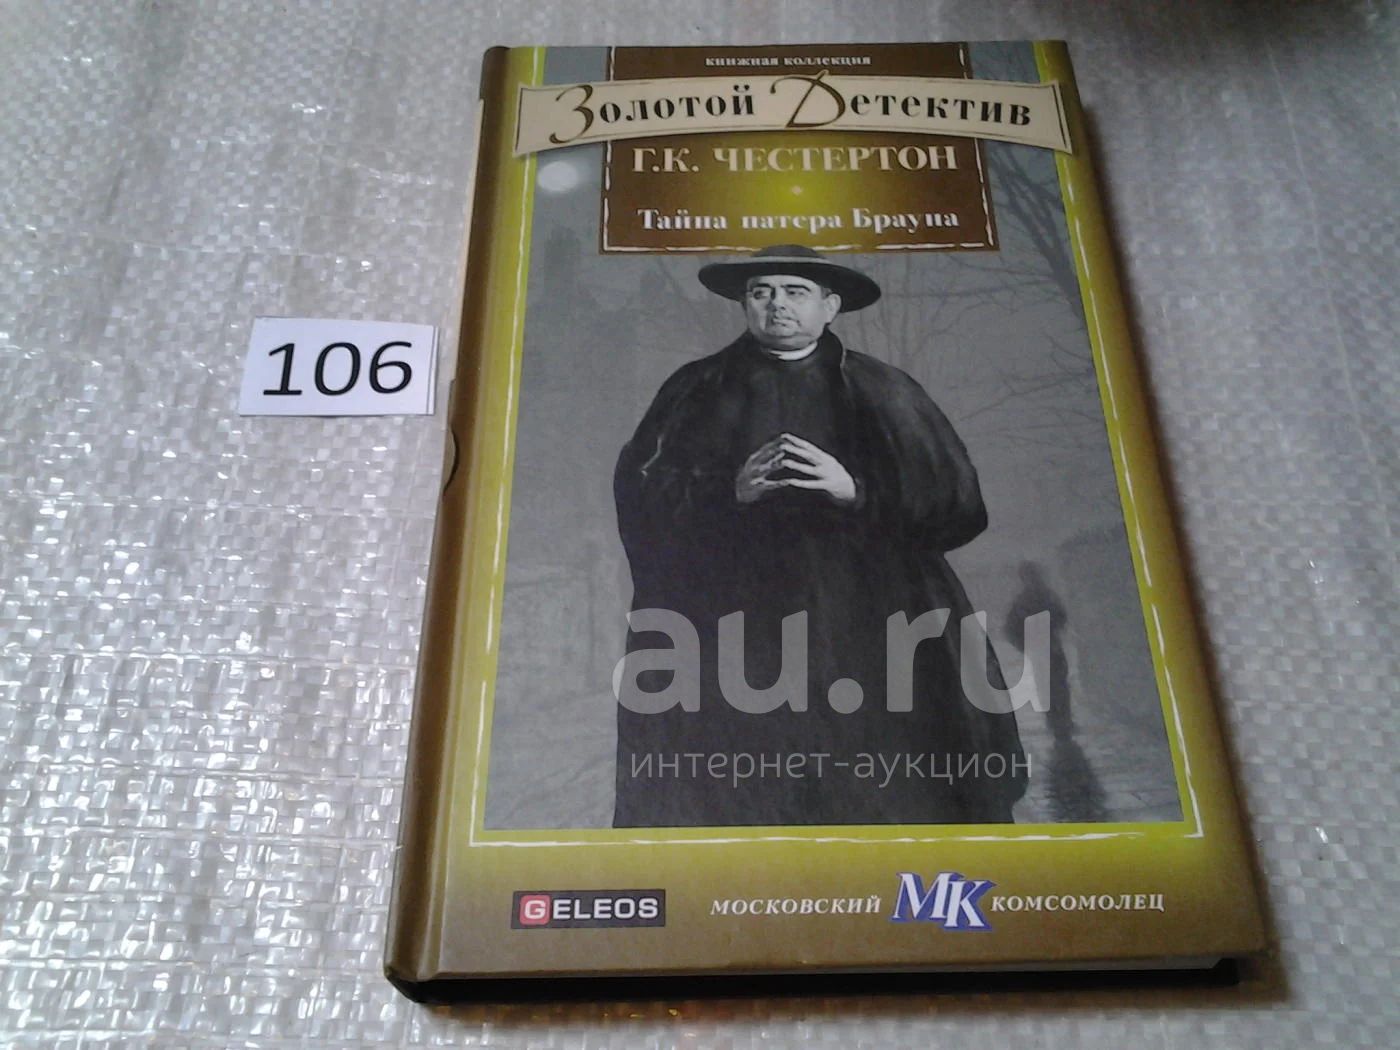 книжная коллекция
Золотой Детектив
Г.К. ЧЕСТЕРТОН
Тайна патера Брауна
106
au.ru
интернет-аукцион
GELEOS
МОСКОВСКИЙ МК КОМСОМОЛЕЦ